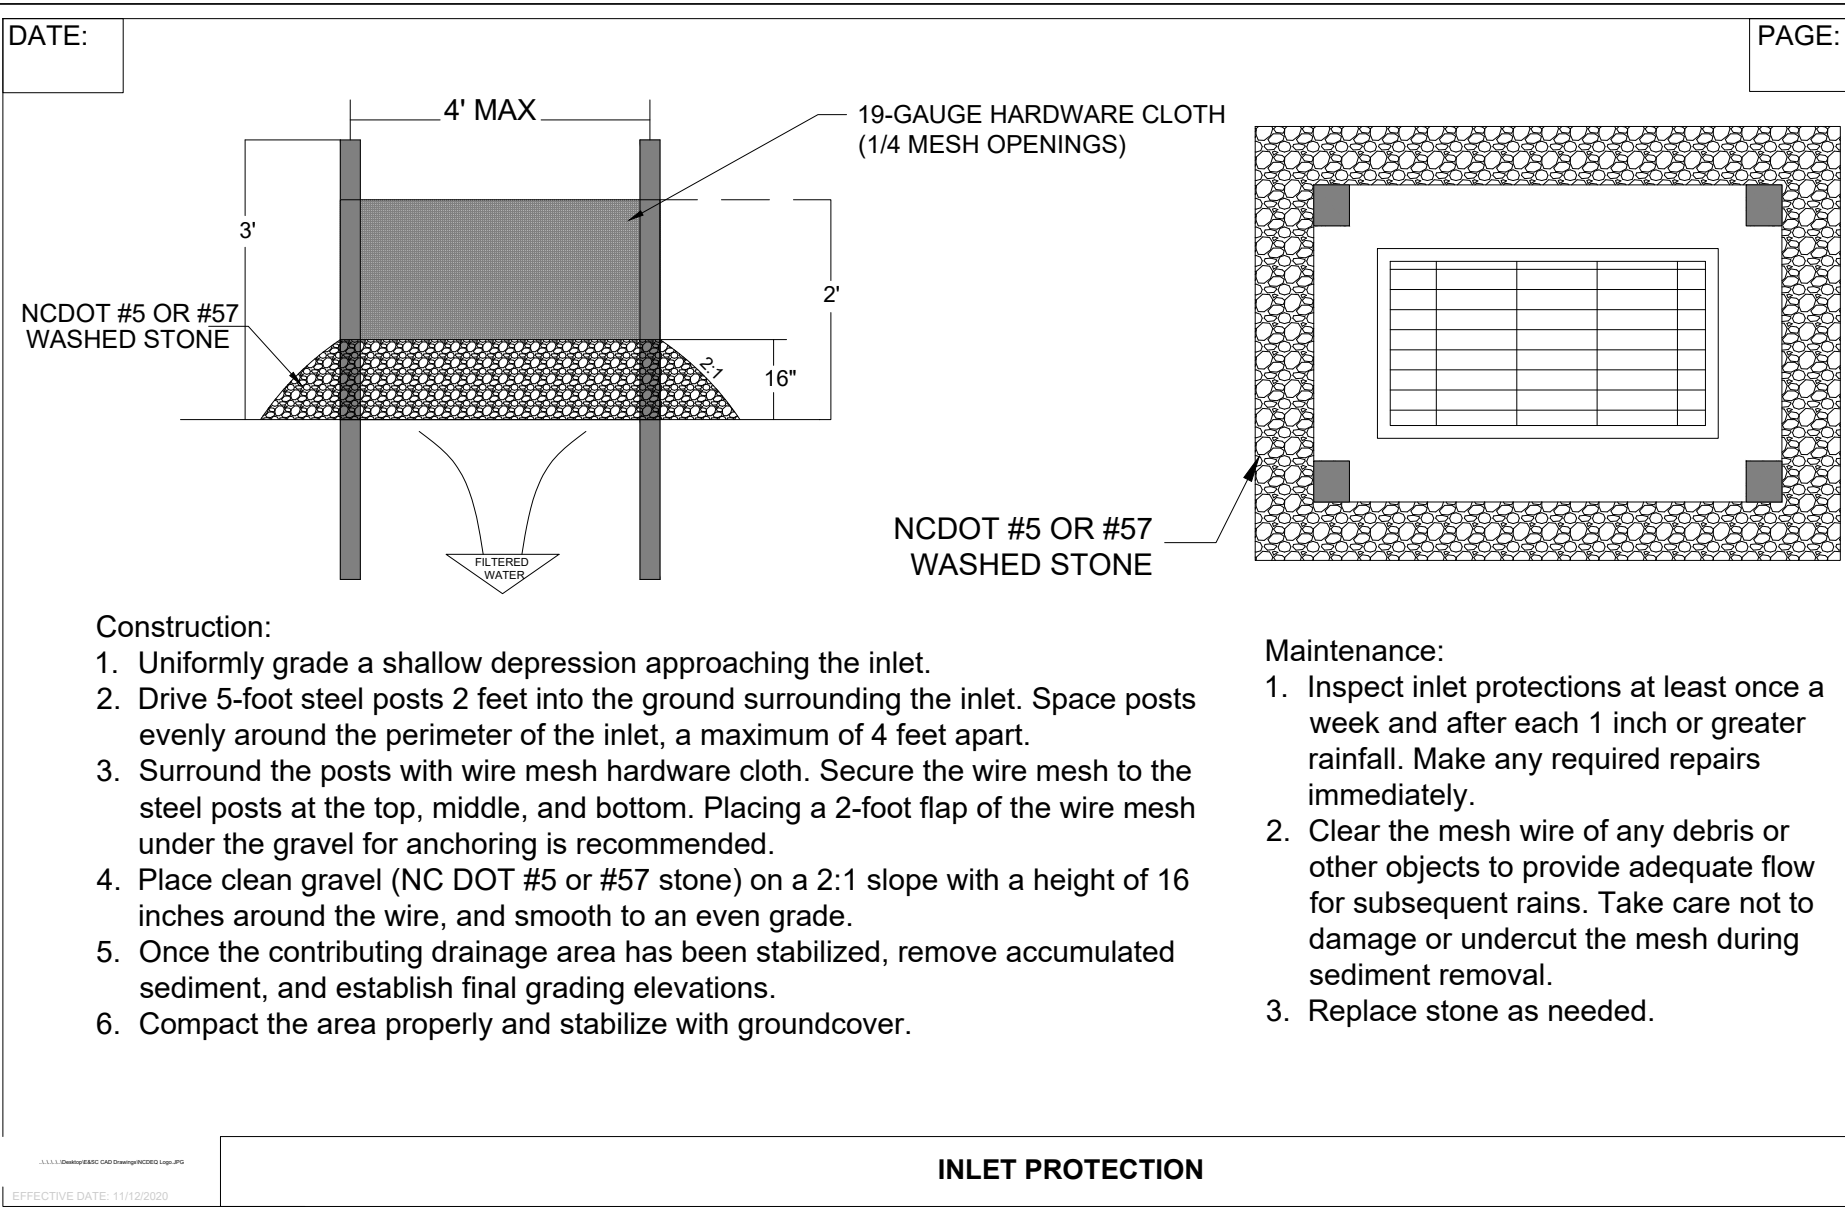 DATE:
PAGE:
4' MAX
19-GAUGE HARDWARE CLOTH
(1/4 MESH OPENINGS)
3'
2'
NCDOT #5 OR #57
WASHED STONE
2:1
16"
FILTERED
WATER
NCDOT #5 OR #57
WASHED STONE
Construction:
1. Uniformly grade a shallow depression approaching the inlet.
2. Drive 5-foot steel posts 2 feet into the ground surrounding the inlet. Space posts
evenly around the perimeter of the inlet, a maximum of 4 feet apart.
3. Surround the posts with wire mesh hardware cloth. Secure the wire mesh to the
steel posts at the top, middle, and bottom. Placing a 2-foot flap of the wire mesh
under the gravel for anchoring is recommended.
4. Place clean gravel (NC DOT #5 or #57 stone) on a 2:1 slope with a height of 16
inches around the wire, and smooth to an even grade.
5. Once the contributing drainage area has been stabilized, remove accumulated
sediment, and establish final grading elevations.
6. Compact the area properly and stabilize with groundcover.
Maintenance:
1. Inspect inlet protections at least once a
week and after each 1 inch or greater
rainfall. Make any required repairs
immediately.
2. Clear the mesh wire of any debris or
other objects to provide adequate flow
for subsequent rains. Take care not to
damage or undercut the mesh during
sediment removal.
3. Replace stone as needed.
Desktop\E&SC CAD Drawings\NCDEQ Logo.JPG
EFFECTIVE DATE: 11/12/2020
INLET PROTECTION